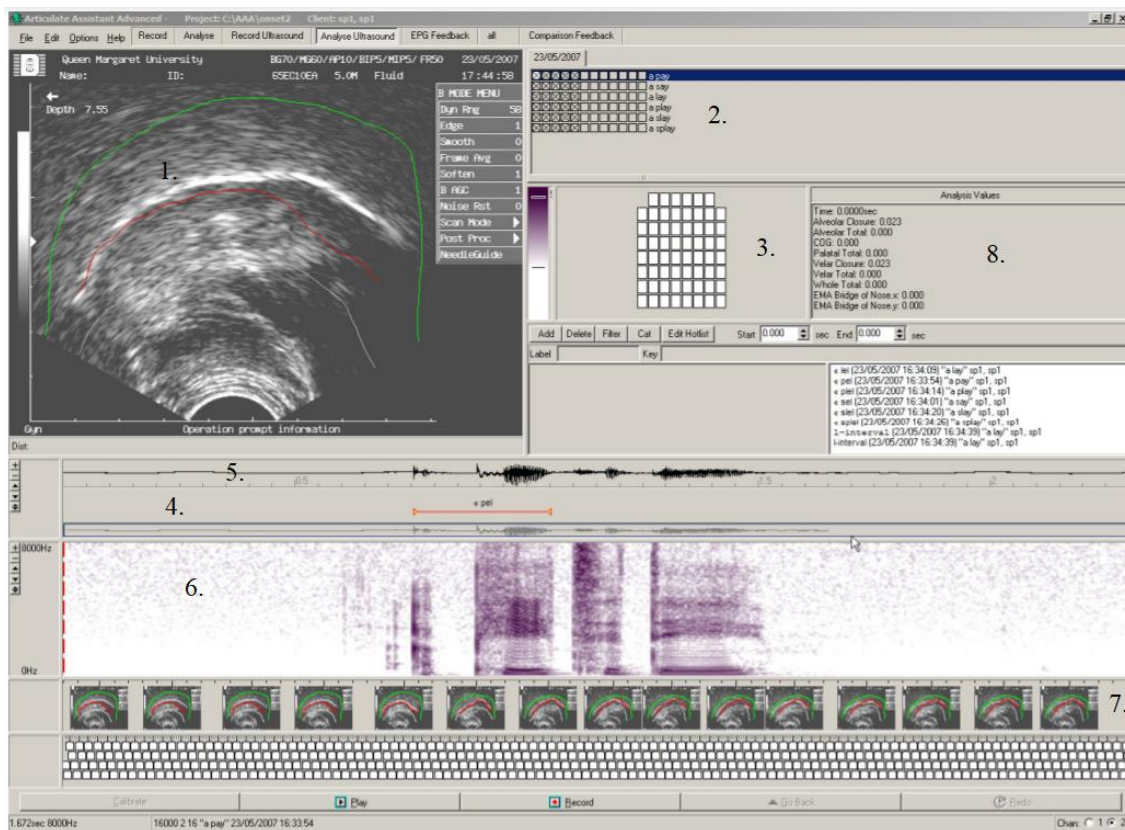 Articulate Assistant Advanced - Project: C:\AAA\onset2 Client: sp1, sp1
File Edit Options Help Record Analyse Record Ultrasound Analyse Ultrasound EPG Feedback all Comparison Feedback
Queen Margaret University BG70/MG60/AP10/BIP5/MIP5/ FR50 23/05/2007
Name: ID: 65EC10EA 5.0M Fluid 17:44:58
Depth 7.55
B MODE MENU
Dyn Rng 58
Edge 1
Smooth 0
Frame Avg 0
Soften 1
B AGC 1
Noise Rst 0
Scan Mode
Post Proc
NeedleGuide
1.
Gyn Operation prompt information
Dist:
23/05/2007
a pay
a say
a lay
a play
a slay
a splay
2.
3.
Analysis Values
Time: 0.0000sec
Alveolar Closure: 0.023
Alveolar Total: 0.000
COG: 0.000
Palatal Total: 0.000
Velar Closure: 0.023
Velar Total: 0.000
Whole Total: 0.000
EMA Bridge of Nose.x: 0.000
EMA Bridge of Nose.y: 0.000
8.
Add Delete Filter Cat Edit Hotlist Start 0.000 sec End 0.000 sec
Label Key
ɐ lel (23/05/2007 16:34:09) "a lay" sp1, sp1
ɐ pel (23/05/2007 16:33:54) "a pay" sp1, sp1
ɐ plel (23/05/2007 16:34:14) "a play" sp1, sp1
ɐ sel (23/05/2007 16:34:01) "a say" sp1, sp1
ɐ slel (23/05/2007 16:34:20) "a slay" sp1, sp1
ɐ splel (23/05/2007 16:34:26) "a splay" sp1, sp1
l-interval (23/05/2007 16:34:39) "a lay" sp1, sp1
l-interval (23/05/2007 16:34:39) "a lay" sp1, sp1
5.
0.5 1.5 2
4.
ɐ pel
8000Hz
6.
0Hz
7.
Calibrate Play Record Go Back Redo
1.672sec 8000Hz 16000 2 16 "a pay" 23/05/2007 16:33:54 Chan: 1 2